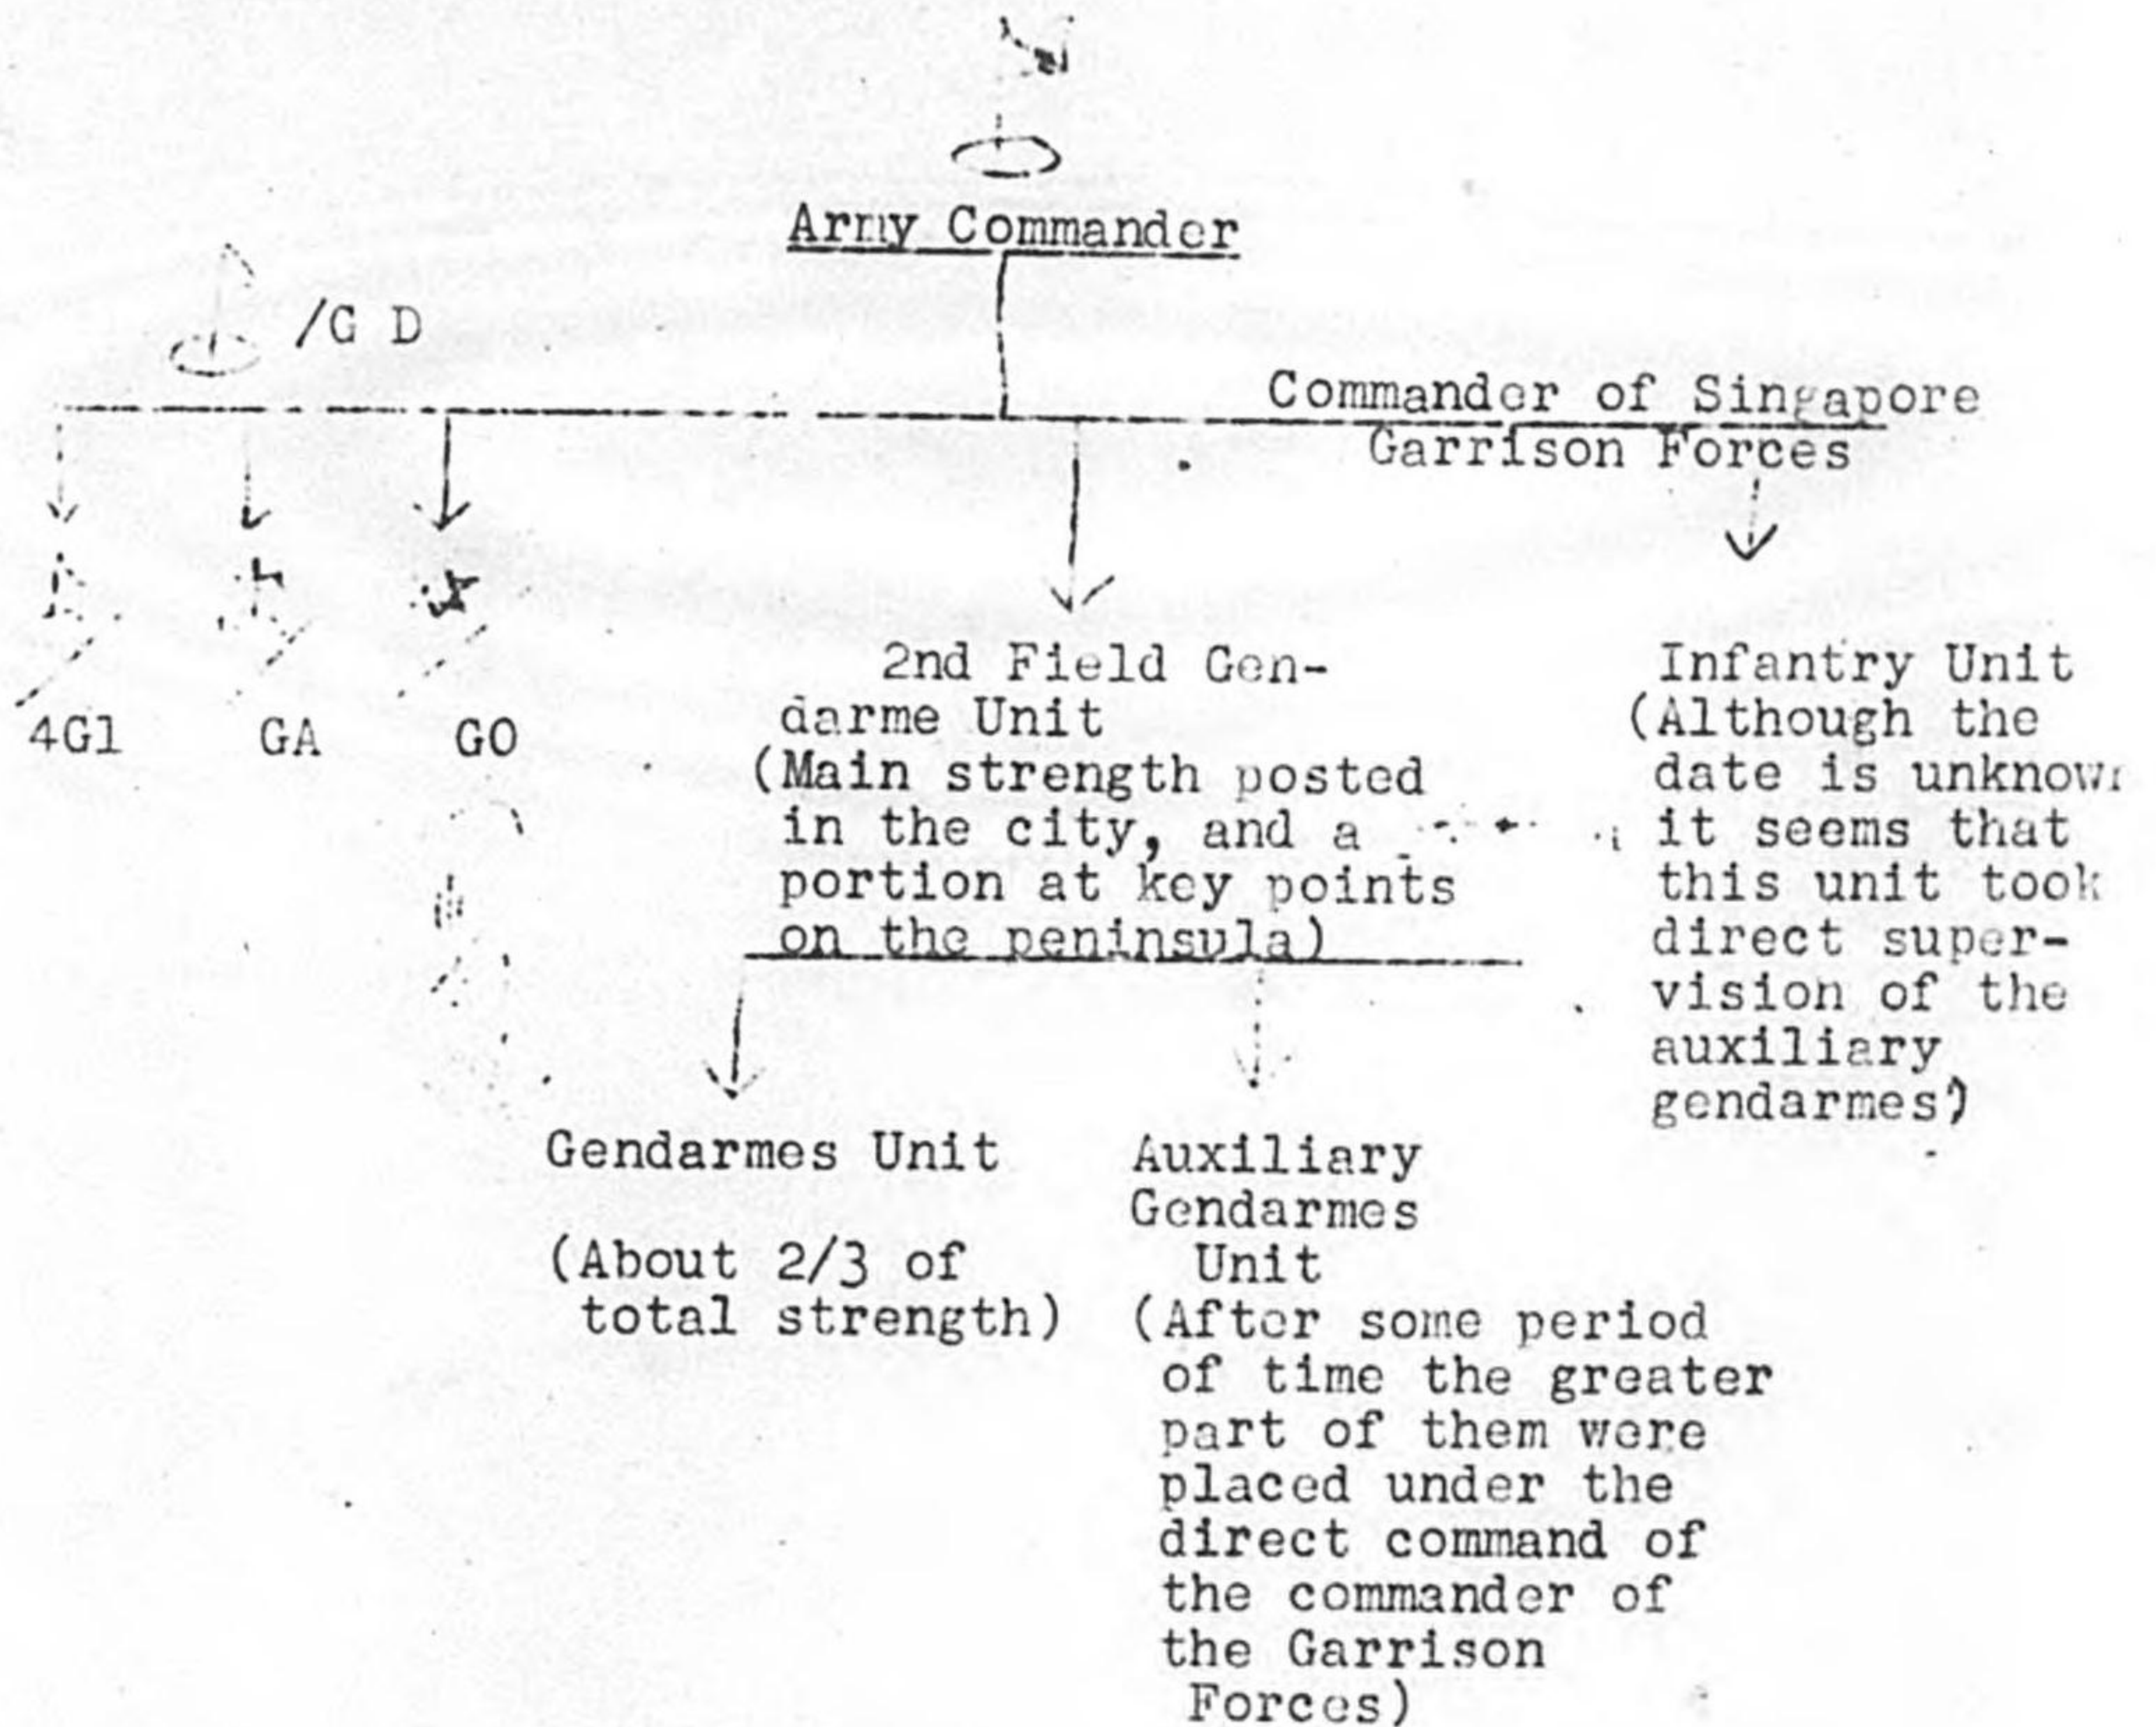 Army Commander
/G D
Commander of Singapore
Garrison Forces
4G1
GA
GO
2nd Field Gen-
darme Unit
(Main strength posted
in the city, and a
portion at key points
on the peninsula)
Infantry Unit
(Although the
date is unknown
it seems that
this unit took
direct super-
vision of the
auxiliary
gendarmes)
Gendarmes Unit
(About 2/3 of
total strength)
Auxiliary
Gendarmes
Unit
(After some period
of time the greater
part of them were
placed under the
direct command of
the commander of
the Garrison
Forces)